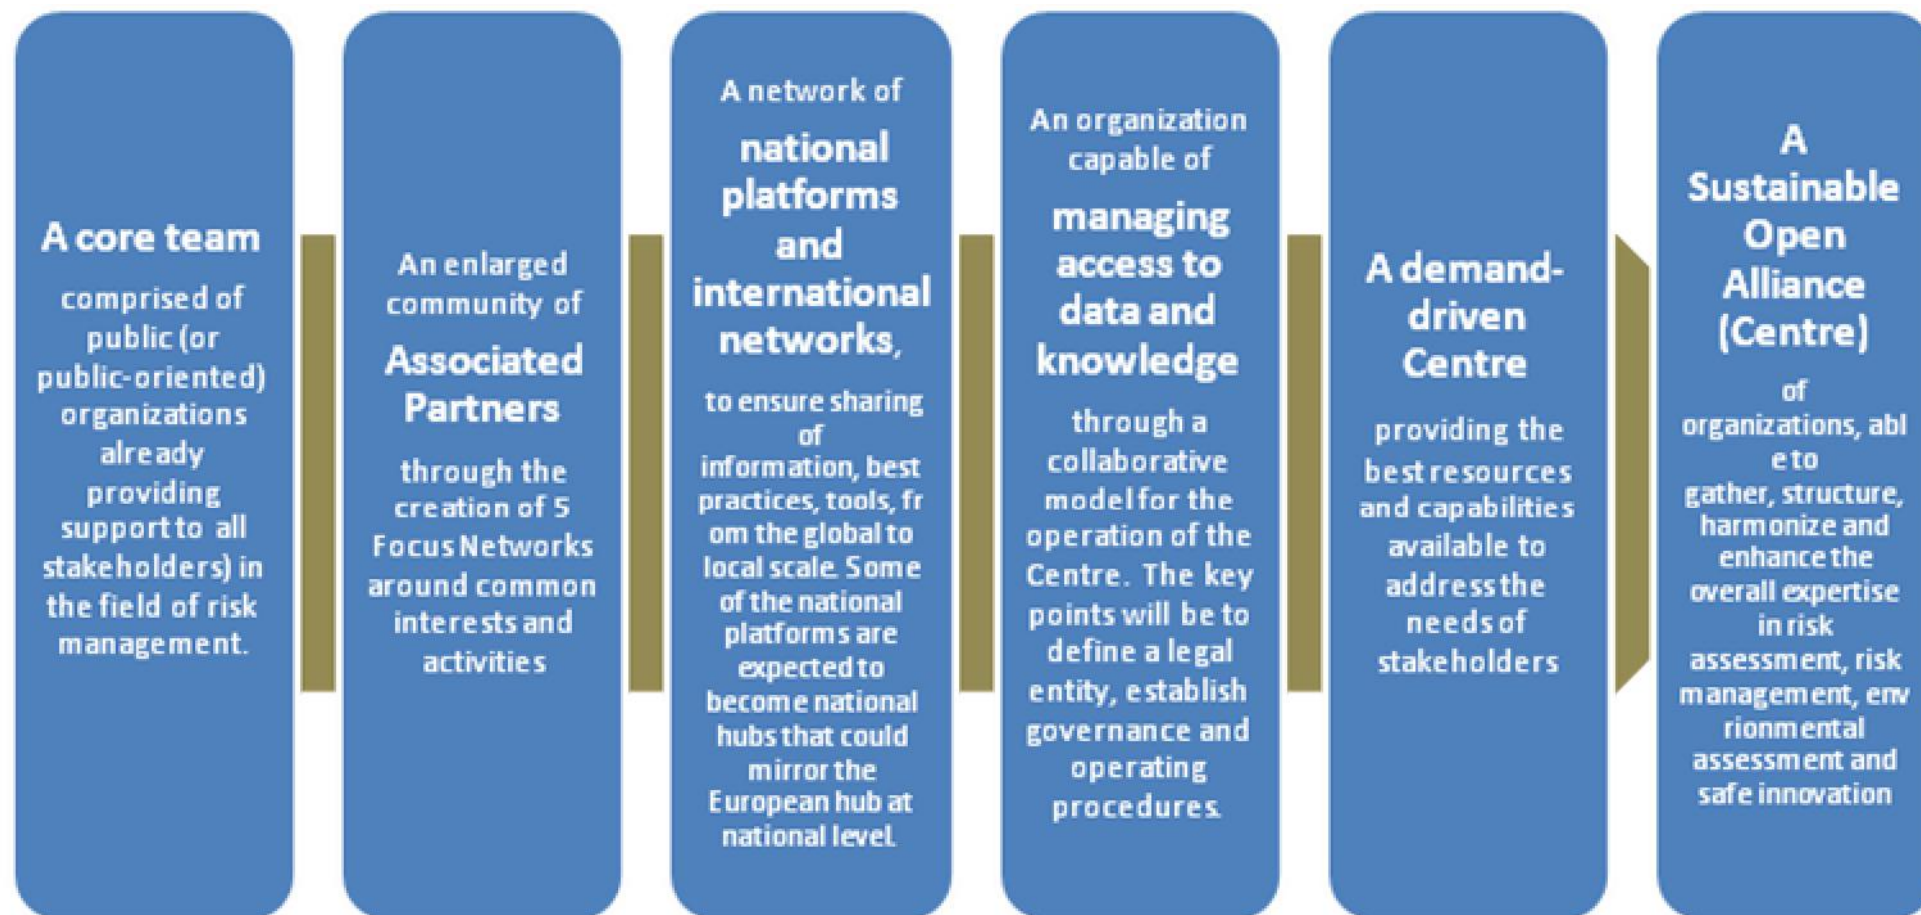 A core team
comprised of
public (or
public-oriented)
organizations
already
providing
support to all
stakeholders) in
the field of risk
management.
An enlarged
community of
Associated
Partners
through the
creation of 5
Focus Networks
around common
interests and
activities
A network of
national
platforms
and
international
networks,
to ensure sharing
of
information, best
practices, tools, fr
om the global to
local scale. Some
of the national
platforms are
expected to
become national
hubs that could
mirror the
European hub at
national level.
An organization
capable of
managing
access to
data and
knowledge
through a
collaborative
model for the
operation of the
Centre. The key
points will be to
define a legal
entity, establish
governance and
operating
procedures.
A demand-
driven
Centre
providing the
best resources
and capabilities
available to
address the
needs of
stakeholders
A
Sustainable
Open
Alliance
(Centre)
of
organizations, abl
e to
gather, structure,
harmonize and
enhance the
overall expertise
in risk
assessment, risk
management, env
rionmental
assessment and
safe innovation